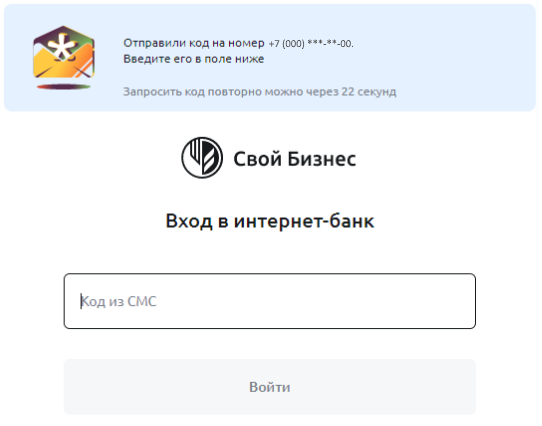 Отправили код на номер +7 (000) ***-**-00.
Введите его в поле ниже
Запросить код повторно можно через 22 секунд
Свой Бизнес
Вход в интернет-банк
Код из СМС
Войти